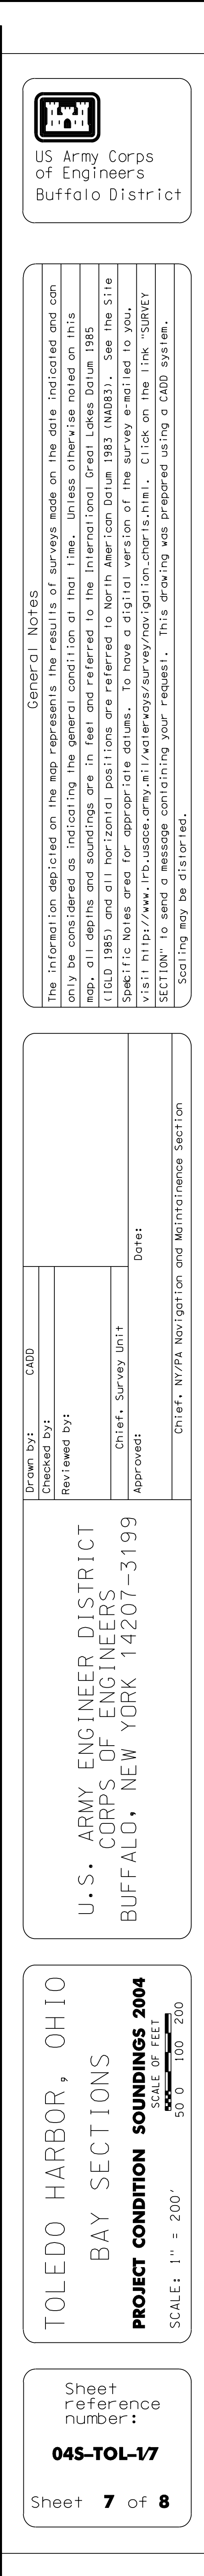 US Army Corps
of Engineers
Buffalo District
General Notes
The information depicted on the map represents the results of surveys made on the date indicated and can
only be considered as indicating the general condition at that time. Unless otherwise noted on this
map, all depths and soundings are in feet and referred to the International Great Lakes Datum 1985
(IGLD 1985) and all horizontal positions are referred to North American Datum 1983 (NAD83). See the Site
Specific Notes area for appropriate datums. To have a digital version of the survey e-mailed to you,
visit http://www.lrb.usace.army.mil/waterways/survey/navigation_charts.html. Click on the link "SURVEY
SECTION" to send a message containing your request. This drawing was prepared using a CADD system.
Scaling may be distorted.
Drawn by: CADD
Checked by:
Reviewed by:
Chief, Survey Unit
Approved: Date:
Chief, NY/PA Navigation and Maintainence Section
U.S. ARMY ENGINEER DISTRICT
CORPS OF ENGINEERS
BUFFALO, NEW YORK 14207-3199
TOLEDO HARBOR, OHIO
BAY SECTIONS
PROJECT CONDITION SOUNDINGS 2004
SCALE OF FEET
50 0 100 200
SCALE: 1" = 200'
Sheet
reference
number:
04S-TOL-1/7
Sheet 7 of 8